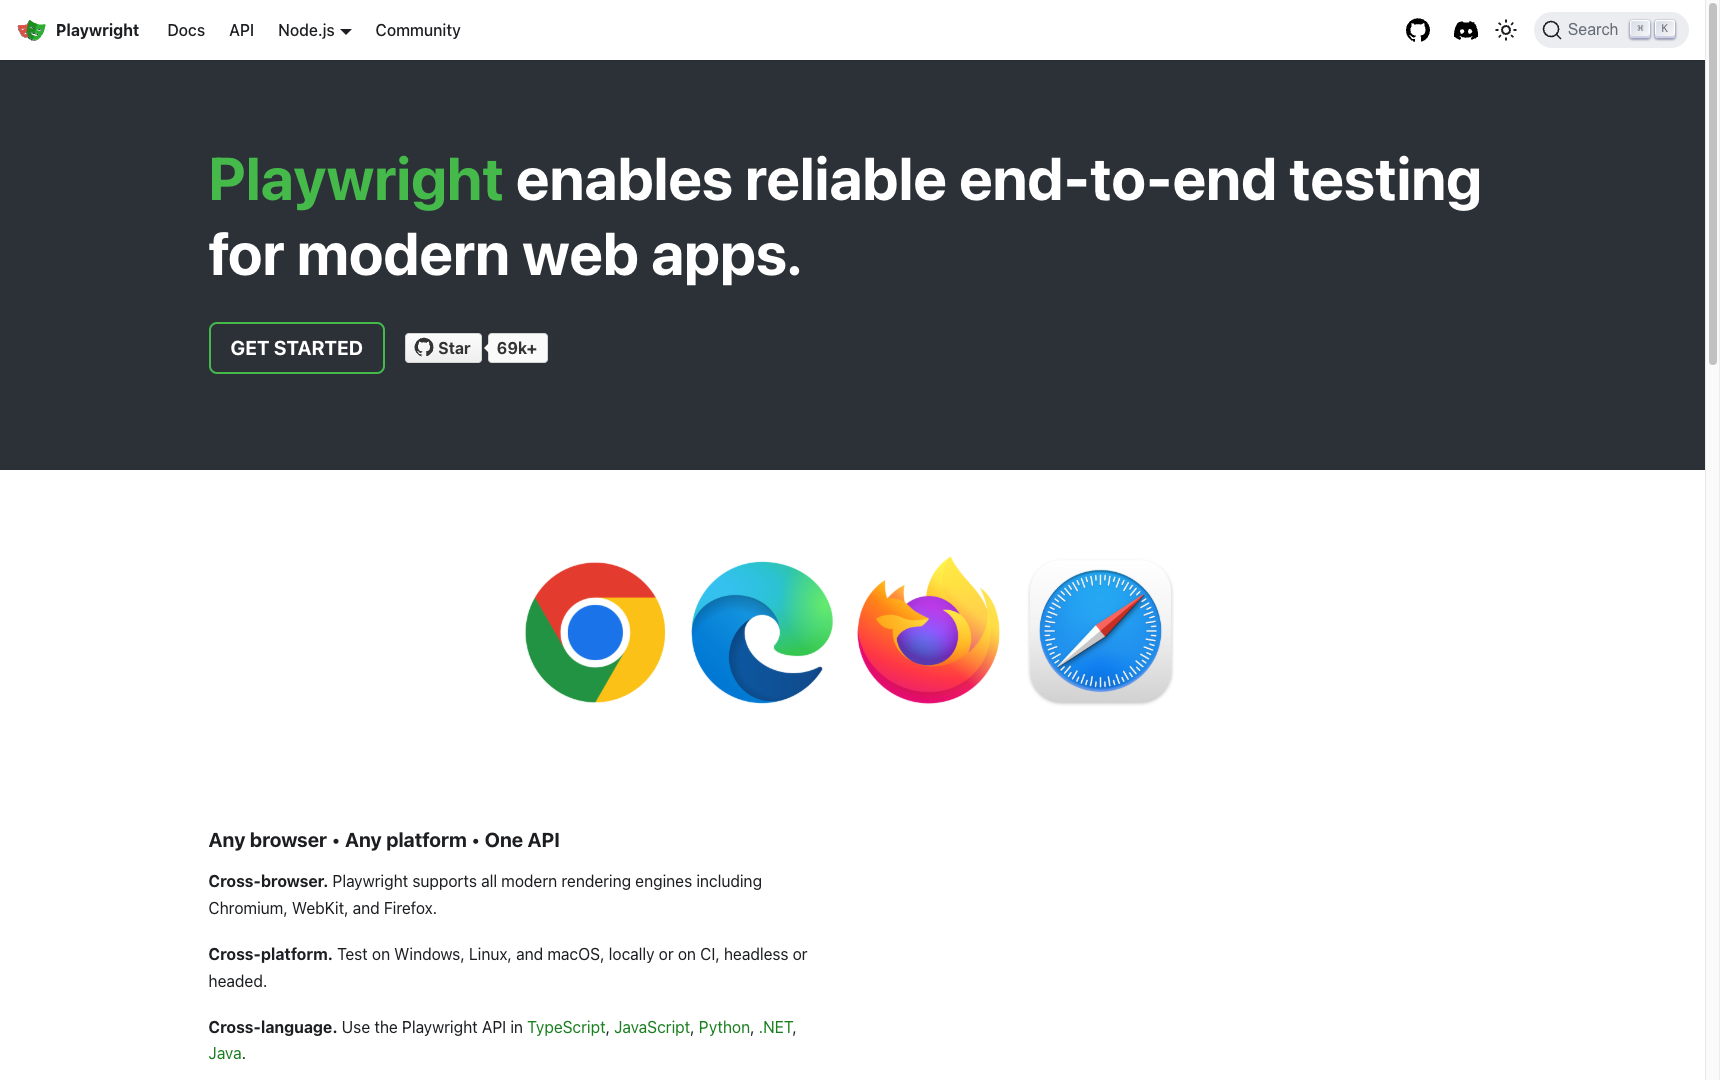 Playwright Docs API Node.js Community Search ⌘ K
Playwright enables reliable end-to-end testing
for modern web apps.
GET STARTED Star 69k+
Any browser • Any platform • One API
Cross-browser. Playwright supports all modern rendering engines including
Chromium, WebKit, and Firefox.
Cross-platform. Test on Windows, Linux, and macOS, locally or on CI, headless or
headed.
Cross-language. Use the Playwright API in TypeScript, JavaScript, Python, .NET,
Java.